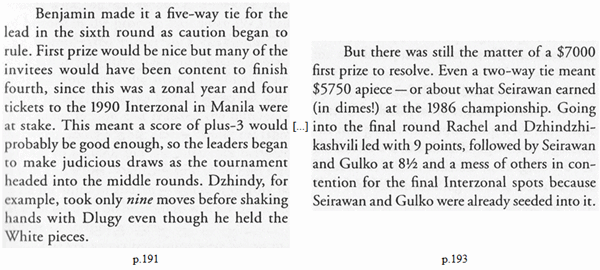 Benjamin made it a five-way tie for the
lead in the sixth round as caution began to
rule. First prize would be nice but many of the
invitees would have been content to finish
fourth, since this was a zonal year and four
tickets to the 1990 Interzonal in Manila were
at stake. This meant a score of plus-3 would
probably be good enough, so the leaders began
to make judicious draws as the tournament
headed into the middle rounds. Dzhindy, for
example, took only nine moves before shaking
hands with Dlugy even though he held the
White pieces.
p.191
[...]
But there was still the matter of a $7000
first prize to resolve. Even a two-way tie meant
$5750 apiece — or about what Seirawan earned
(in dimes!) at the 1986 championship. Going
into the final round Rachel and Dzhindzhi-
kashvili led with 9 points, followed by Seirawan
and Gulko at 8½ and a mess of others in con-
tention for the final Interzonal spots because
Seirawan and Gulko were already seeded into it.
p.193